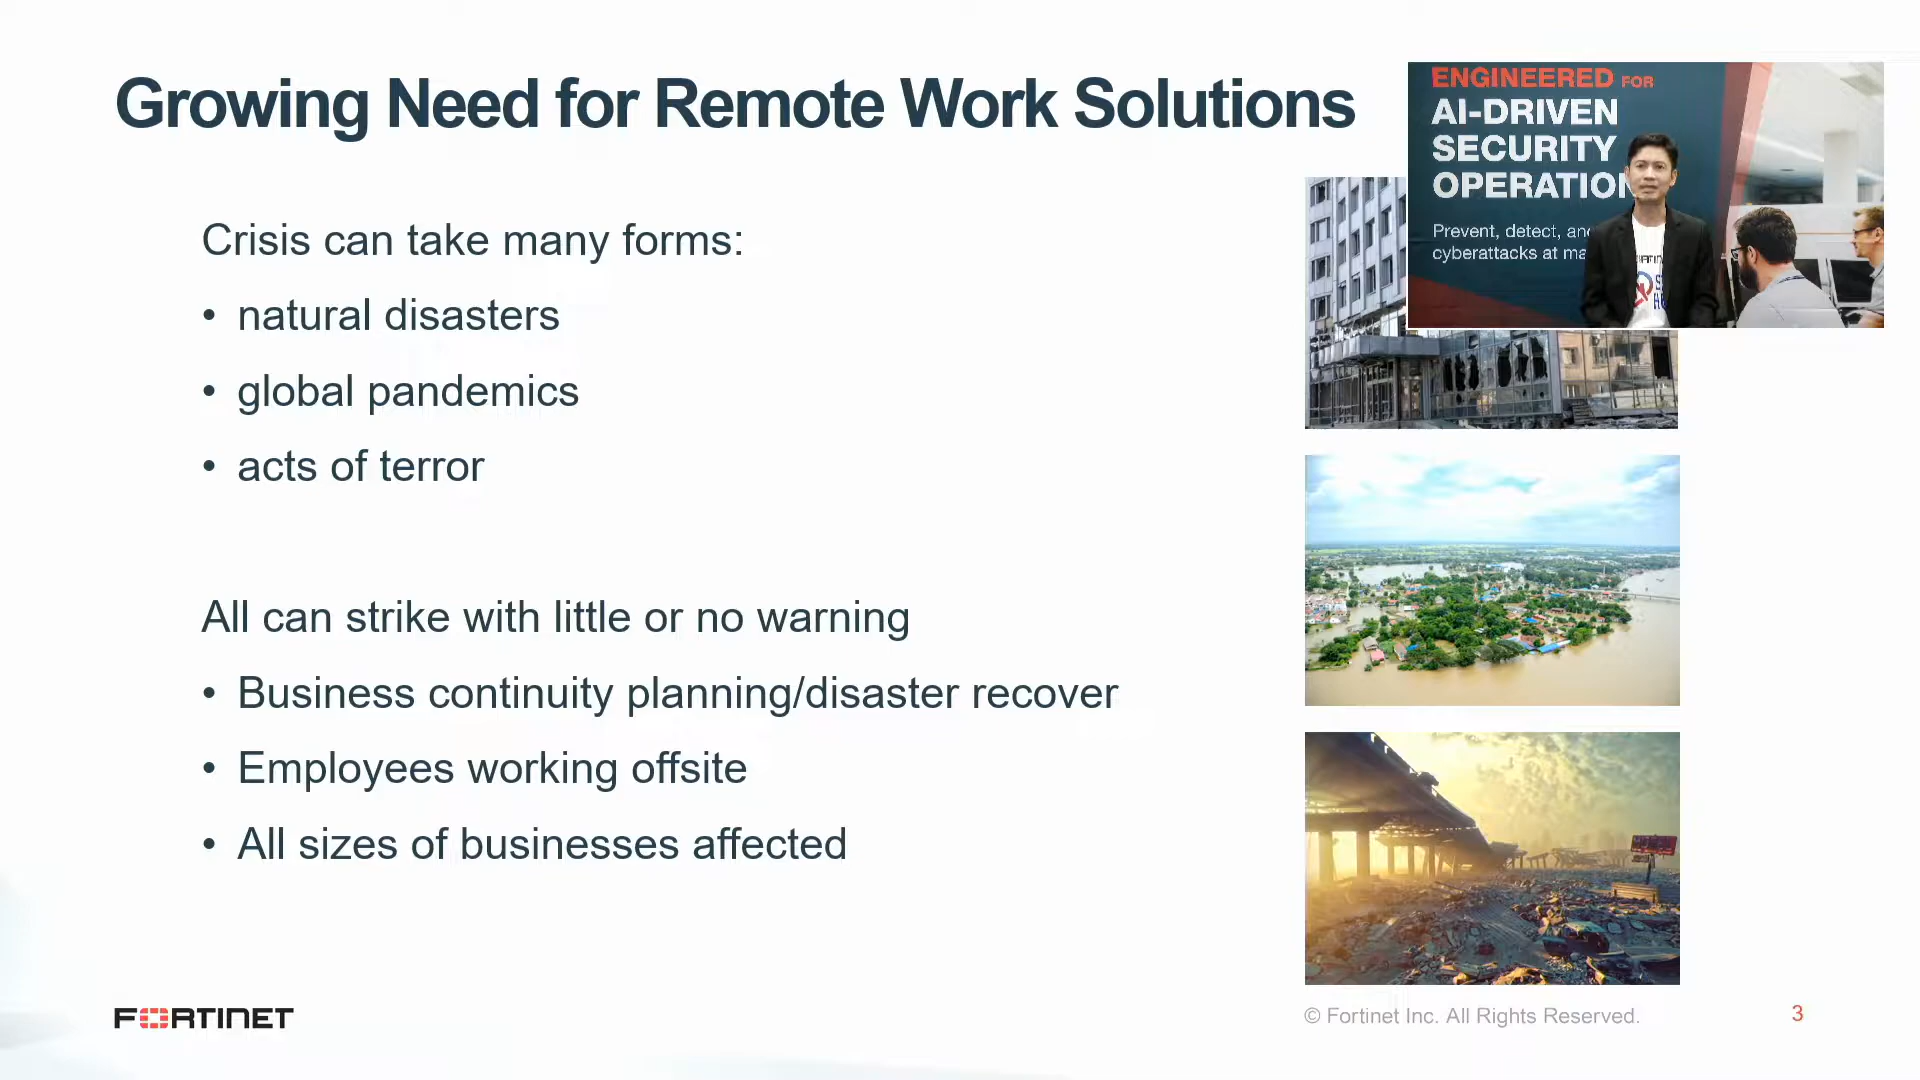 Growing Need for Remote Work Solutions
Crisis can take many forms:
• natural disasters
• global pandemics
• acts of terror
All can strike with little or no warning
• Business continuity planning/disaster recover
• Employees working offsite
• All sizes of businesses affected
ENGINEERED FOR
AI-DRIVEN
SECURITY
OPERATION
Prevent, detect, and
cyberattacks at ma
FORTINET
© Fortinet Inc. All Rights Reserved.
3